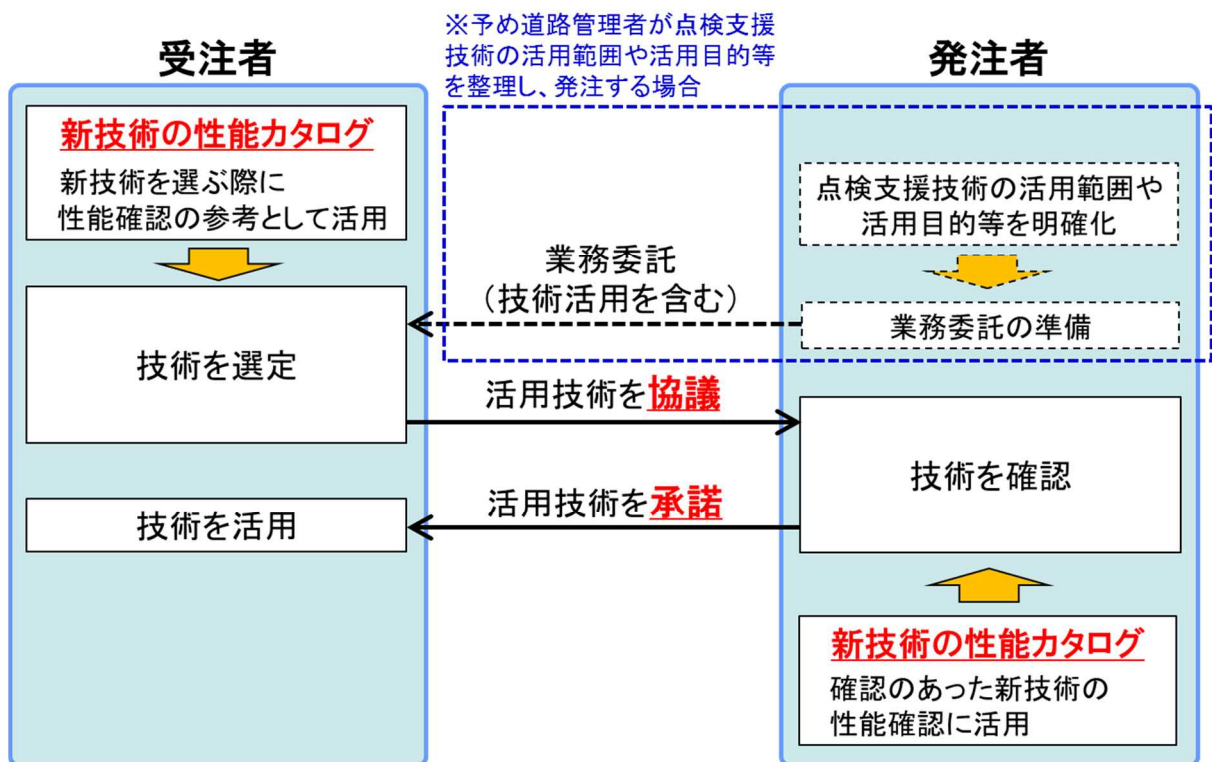 ※予め道路管理者が点検支援
技術の活用範囲や活用目的等
を整理し、発注する場合
受注者
発注者
新技術の性能カタログ
新技術を選ぶ際に
性能確認の参考として活用
点検支援技術の活用範囲や
活用目的等を明確化
業務委託
（技術活用を含む）
業務委託の準備
技術を選定
活用技術を協議
技術を確認
活用技術を承諾
技術を活用
新技術の性能カタログ
確認のあった新技術の
性能確認に活用